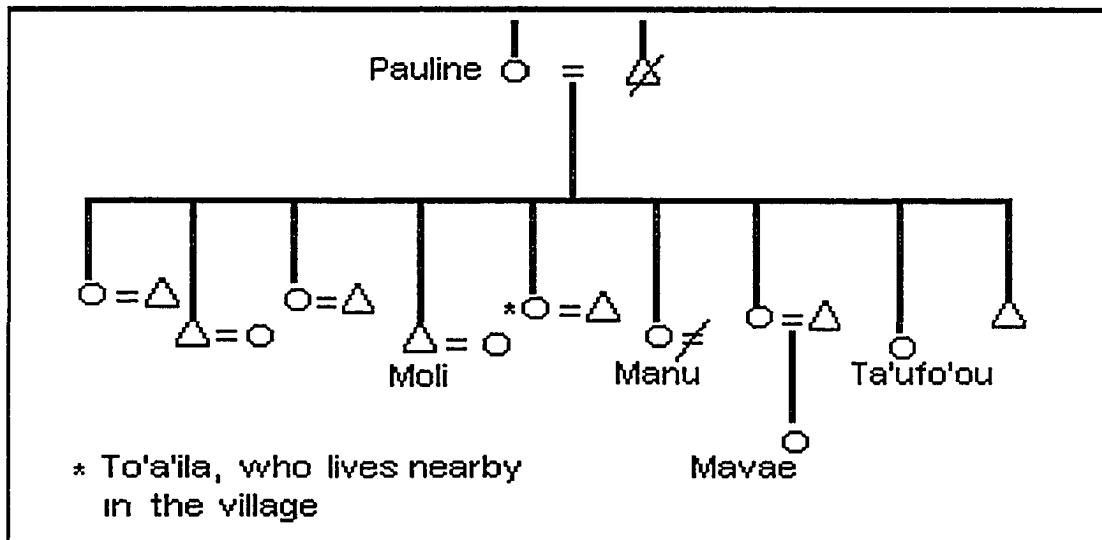 Pauline
Moli
Manu
Ta'ufo'ou
Mavae
* To'a'ila, who lives nearby
in the village